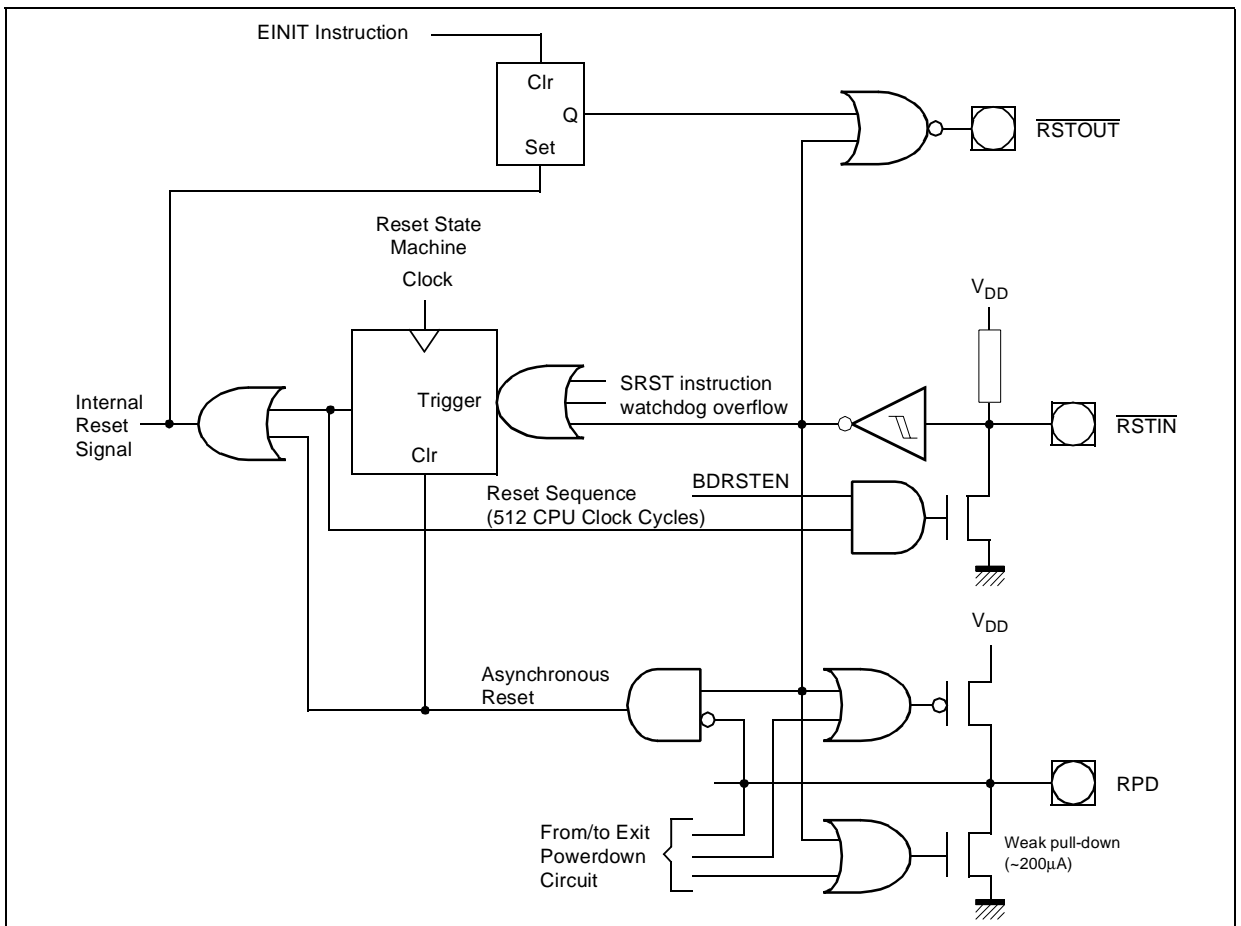 EINIT Instruction
Clr
Q
Set
RSTOUT
Reset State
Machine
Clock
VDD
Trigger
Clr
SRST instruction
watchdog overflow
Internal
Reset
Signal
RSTIN
BDRSTEN
Reset Sequence
(512 CPU Clock Cycles)
VDD
Asynchronous
Reset
RPD
From/to Exit
Powerdown
Circuit
Weak pull-down
(~200µA)